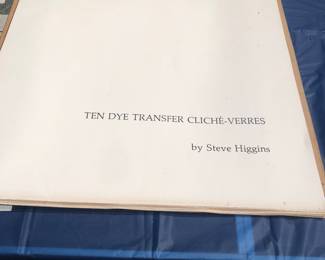 TEN DYE TRANSFER CLICHÉ-VERRES
by Steve Higgins